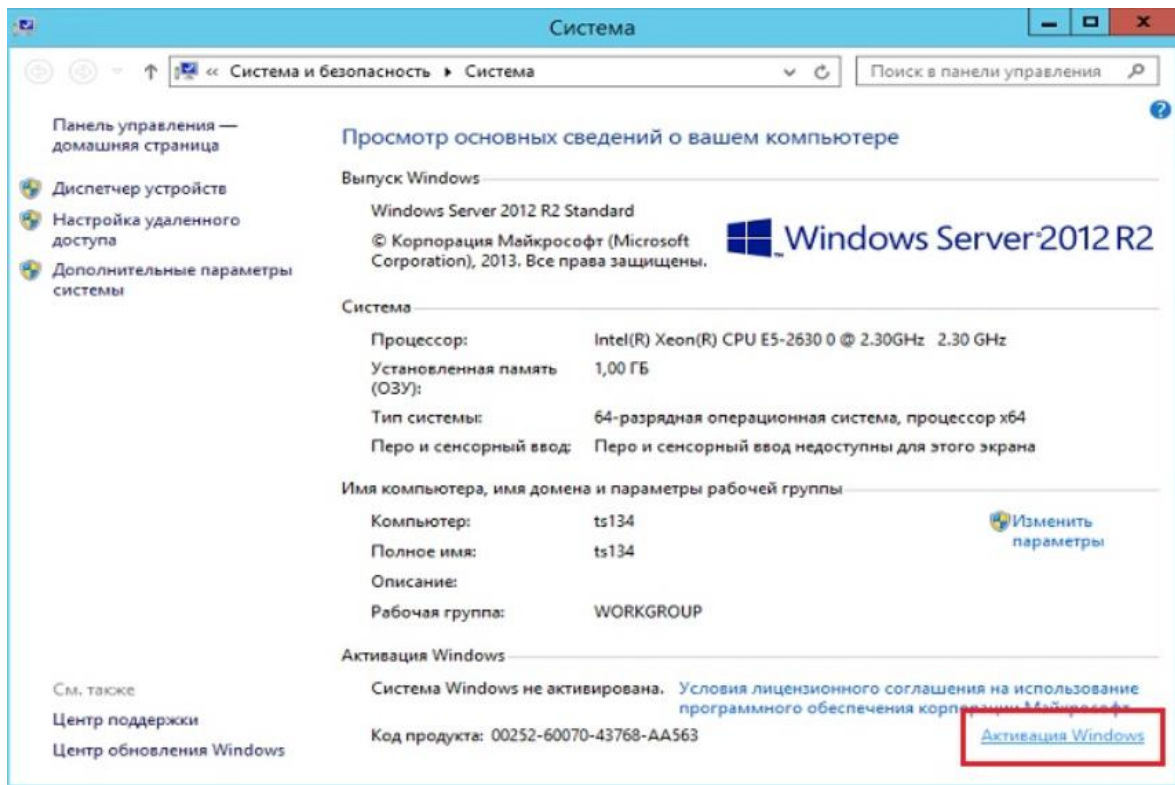 Система
« Система и безопасность ▸ Система
Поиск в панели управления
Панель управления —
домашняя страница
Диспетчер устройств
Настройка удаленного
доступа
Дополнительные параметры
системы
Просмотр основных сведений о вашем компьютере
Выпуск Windows
Windows Server 2012 R2 Standard
© Корпорация Майкрософт (Microsoft
Corporation), 2013. Все права защищены.
Windows Server 2012 R2
Система
Процессор: Intel(R) Xeon(R) CPU E5-2630 0 @ 2.30GHz 2.30 GHz
Установленная память
(ОЗУ):
1,00 ГБ
Тип системы: 64-разрядная операционная система, процессор x64
Перо и сенсорный ввод: Перо и сенсорный ввод недоступны для этого экрана
Имя компьютера, имя домена и параметры рабочей группы
Компьютер: ts134
Изменить
параметры
Полное имя: ts134
Описание:
Рабочая группа: WORKGROUP
Активация Windows
Система Windows не активирована. Условия лицензионного соглашения на использование
программного обеспечения корпорации Майкрософт
Код продукта: 00252-60070-43768-AA563
Активация Windows
См. также
Центр поддержки
Центр обновления Windows